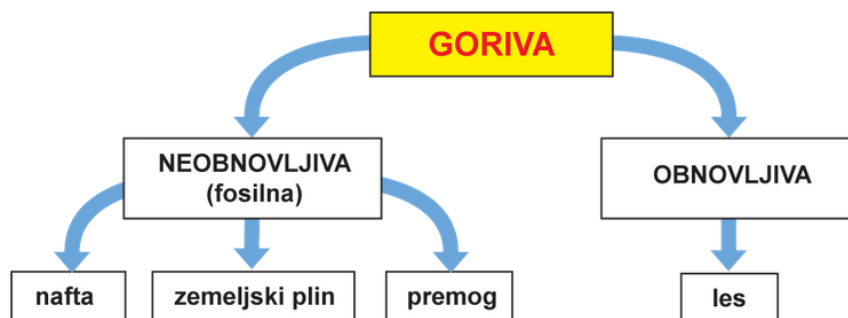 GORIVA
NEOBNOVLJIVA
(fosilna)
OBNOVLJIVA
nafta
zemeljski plin
premog
les